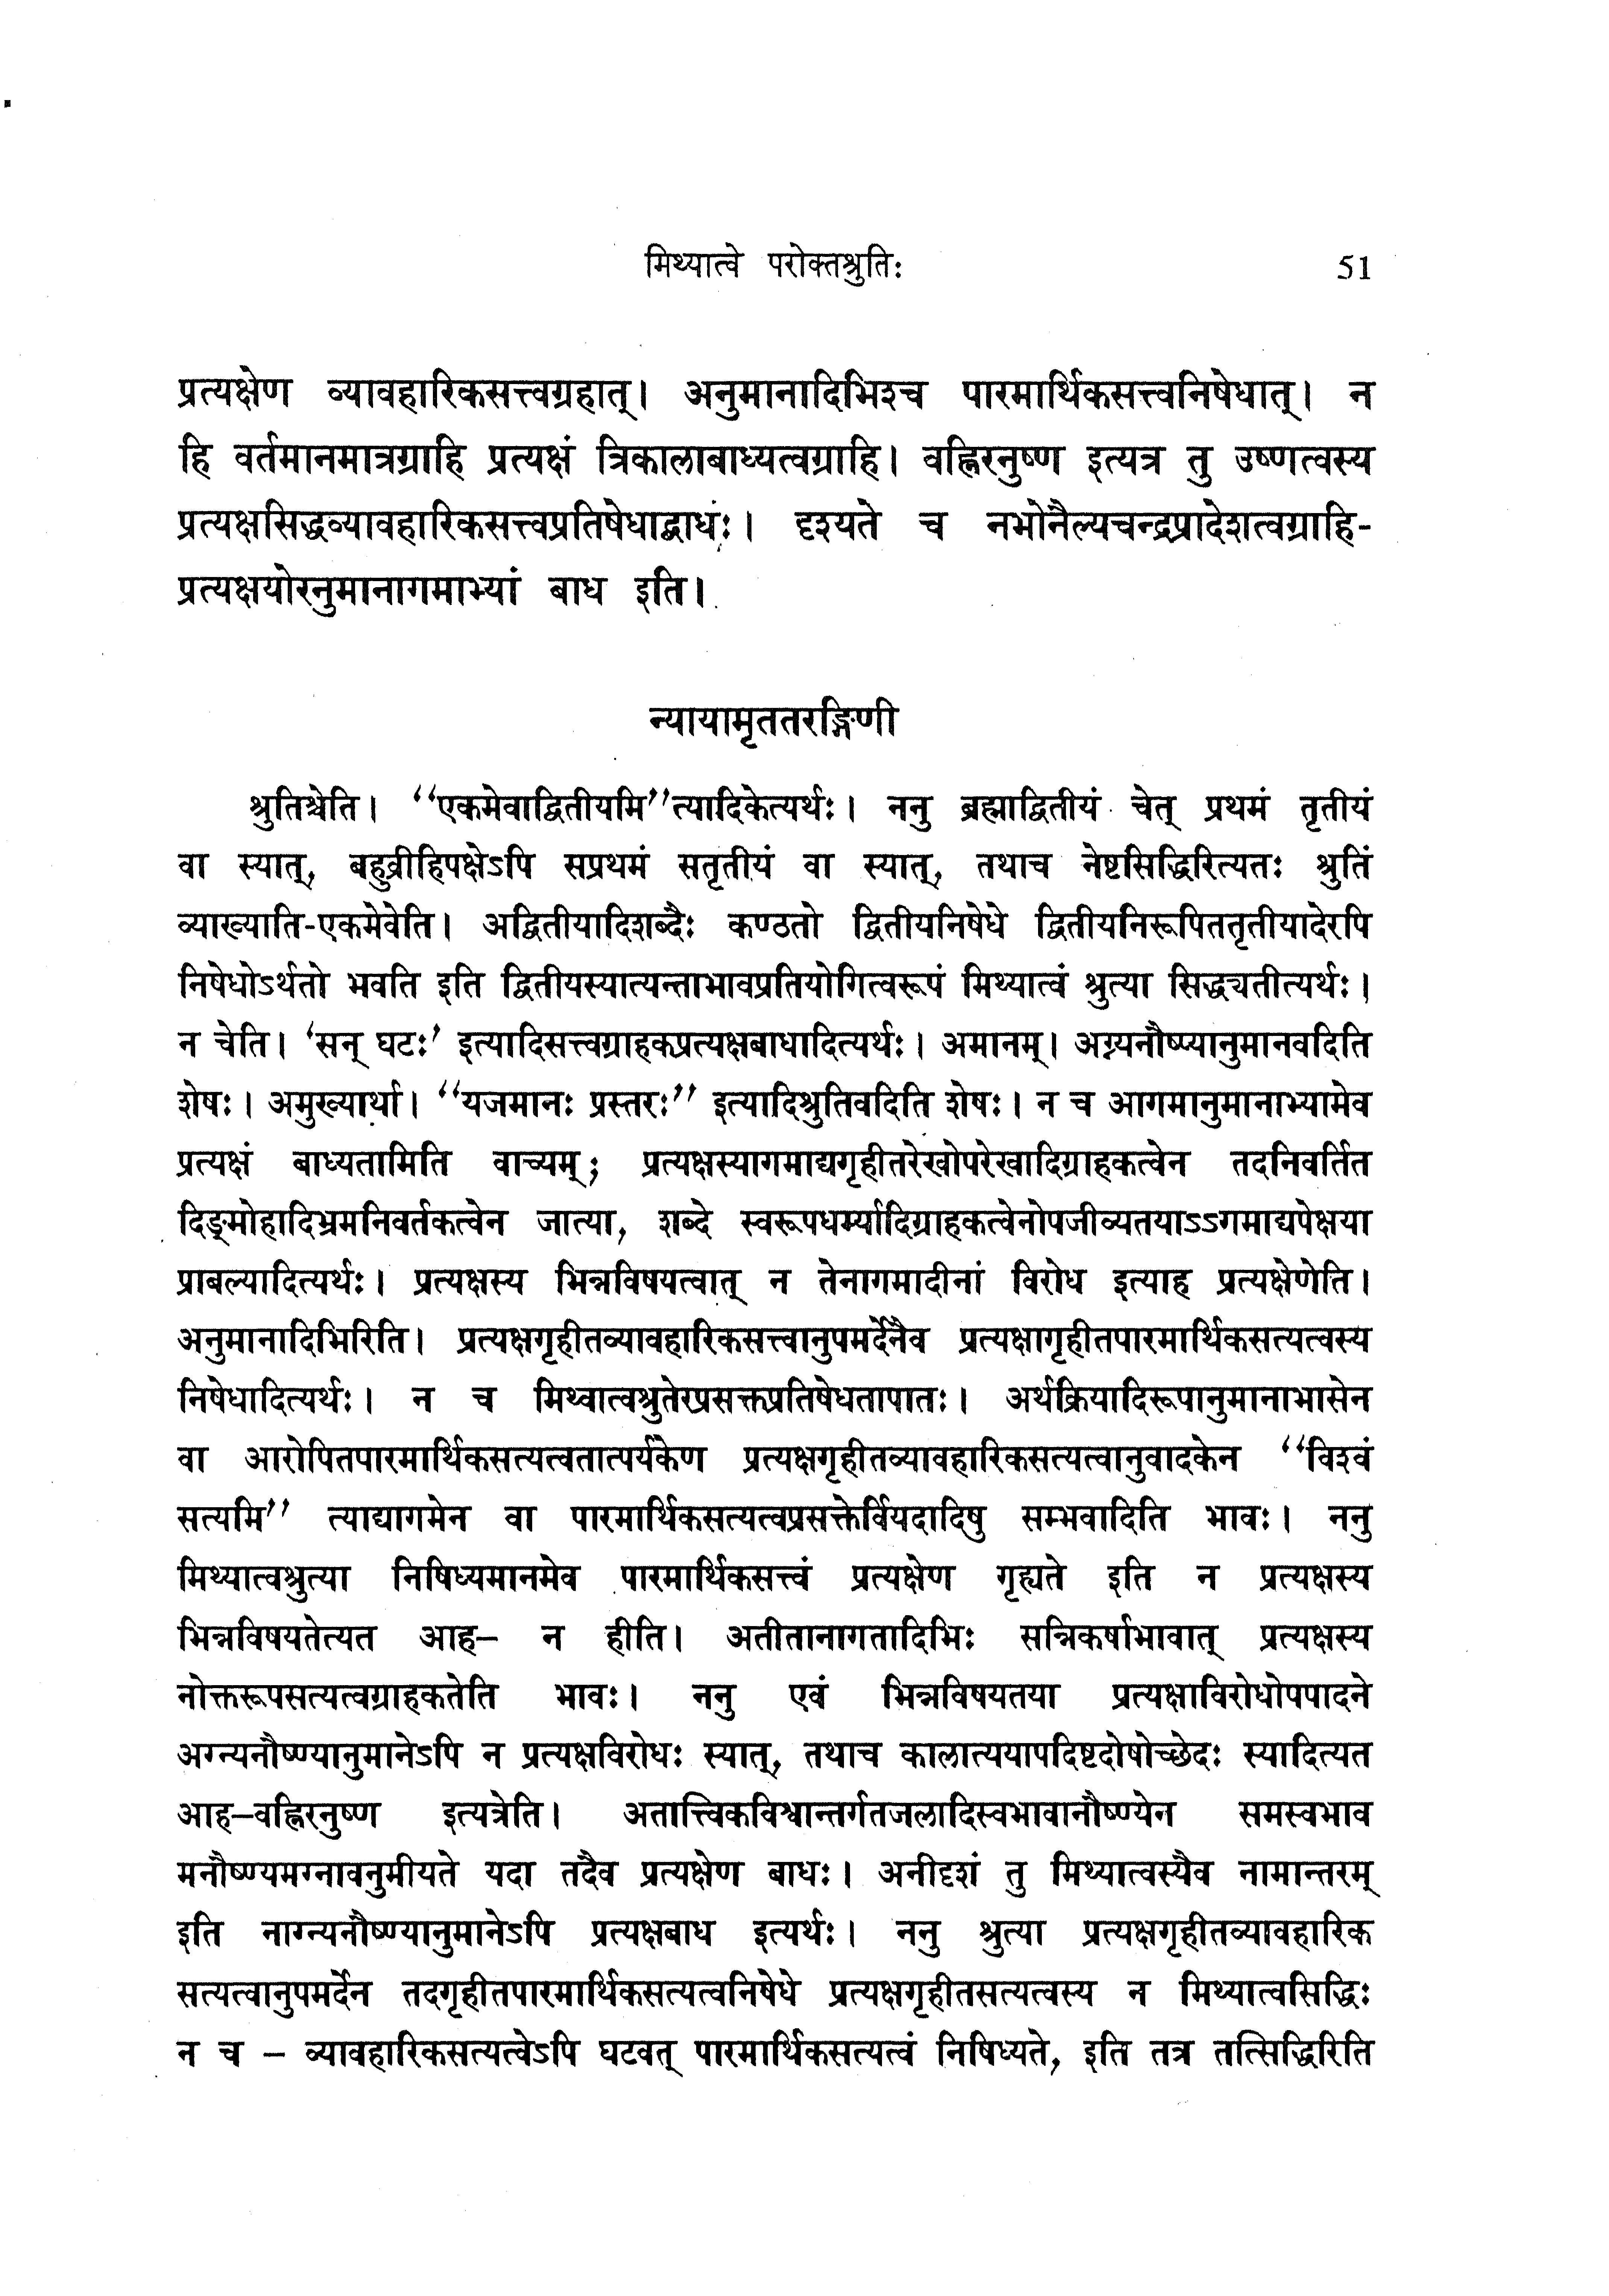 मिथ्यात्वे परोक्तश्रुतिः 51
प्रत्यक्षेण व्यावहारिकसत्त्वग्रहात्। अनुमानादिभिश्च पारमार्थिकसत्त्वनिषेधात्। न
हि वर्तमानमात्रग्राहि प्रत्यक्षं त्रिकालाबाध्यत्वग्राहि। वह्निरनुष्ण इत्यत्र तु उष्णत्वस्य
प्रत्यक्षसिद्धव्यावहारिकसत्त्वप्रतिषेधाद्बाधः। दृश्यते च नभोनैल्यचन्द्रप्रादेशत्वग्राहि-
प्रत्यक्षयोरनुमानागमाभ्यां बाध इति।
न्यायामृततरङ्गिणी
श्रुतिश्चेति। “एकमेवाद्वितीयमि”त्यादिकेत्यर्थः। ननु ब्रह्माद्वितीयं चेत् प्रथमं तृतीयं
वा स्यात्, बहुव्रीहिपक्षेऽपि सप्रथमं सतृतीयं वा स्यात्, तथाच नेष्टसिद्धिरित्यतः श्रुतिं
व्याख्याति-एकमेवेति। अद्वितीयादिशब्दैः कण्ठतो द्वितीयनिषेधे द्वितीयनिरूपिततृतीयादेरपि
निषेधोऽर्थतो भवति इति द्वितीयस्यात्यन्ताभावप्रतियोगित्वरूपं मिथ्यात्वं श्रुत्या सिद्ध्यतीत्यर्थः।
न चेति। ‘सन् घटः’ इत्यादिसत्त्वग्राहकप्रत्यक्षबाधादित्यर्थः। अमानम्। अग्न्यनौष्ण्यानुमानवदिति
शेषः। अमुख्यार्था। “यजमानः प्रस्तरः” इत्यादिश्रुतिवदिति शेषः। न च आगमानुमानाभ्यामेव
प्रत्यक्षं बाध्यतामिति वाच्यम्; प्रत्यक्षस्यागमाद्यगृहीतरेखोपरेखादिग्राहकत्वेन तदनिवर्तित
दिङ्मोहादिभ्रमनिवर्तकत्वेन जात्या, शब्दे स्वरूपधर्म्यादिग्राहकत्वेनोपजीव्यतयाऽऽगमाद्यपेक्षया
प्राबल्यादित्यर्थः। प्रत्यक्षस्य भिन्नविषयत्वात् न तेनागमादीनां विरोध इत्याह प्रत्यक्षेणेति।
अनुमानादिभिरिति। प्रत्यक्षगृहीतव्यावहारिकसत्त्वानुपमर्देनैव प्रत्यक्षागृहीतपारमार्थिकसत्यत्वस्य
निषेधादित्यर्थः। न च मिथ्वात्वश्रुतेरप्रसक्तप्रतिषेधतापातः। अर्थक्रियादिरूपानुमानाभासेन
वा आरोपितपारमार्थिकसत्यत्वतात्पर्यकेण प्रत्यक्षगृहीतव्यावहारिकसत्यत्वानुवादकेन “विश्वं
सत्यमि” त्याद्यागमेन वा पारमार्थिकसत्यत्वप्रसक्तेर्वियदादिषु सम्भवादिति भावः। ननु
मिथ्यात्वश्रुत्या निषिध्यमानमेव पारमार्थिकसत्त्वं प्रत्यक्षेण गृह्यते इति न प्रत्यक्षस्य
भिन्नविषयतेत्यत आह– न हीति। अतीतानागतादिभिः सन्निकर्षाभावात् प्रत्यक्षस्य
नोक्तरूपसत्यत्वग्राहकतेति भावः। ननु एवं भिन्नविषयतया प्रत्यक्षाविरोधोपपादने
अग्न्यनौष्ण्यानुमानेऽपि न प्रत्यक्षविरोधः स्यात्, तथाच कालात्ययापदिष्टदोषोच्छेदः स्यादित्यत
आह–वह्निरनुष्ण इत्यत्रेति। अतात्त्विकविश्वान्तर्गतजलादिस्वभावानौष्ण्येन समस्वभाव
मनौष्ण्यमग्नावनुमीयते यदा तदैव प्रत्यक्षेण बाधः। अनीदृशं तु मिथ्यात्वस्यैव नामान्तरम्
इति नाग्न्यनौष्ण्यानुमानेऽपि प्रत्यक्षबाध इत्यर्थः। ननु श्रुत्या प्रत्यक्षगृहीतव्यावहारिक
सत्यत्वानुपमर्देन तदगृहीतपारमार्थिकसत्यत्वनिषेधे प्रत्यक्षगृहीतसत्यत्वस्य न मिथ्यात्वसिद्धिः
न च – व्यावहारिकसत्यत्वेऽपि घटवत् पारमार्थिकसत्यत्वं निषिध्यते, इति तत्र तत्सिद्धिरिति